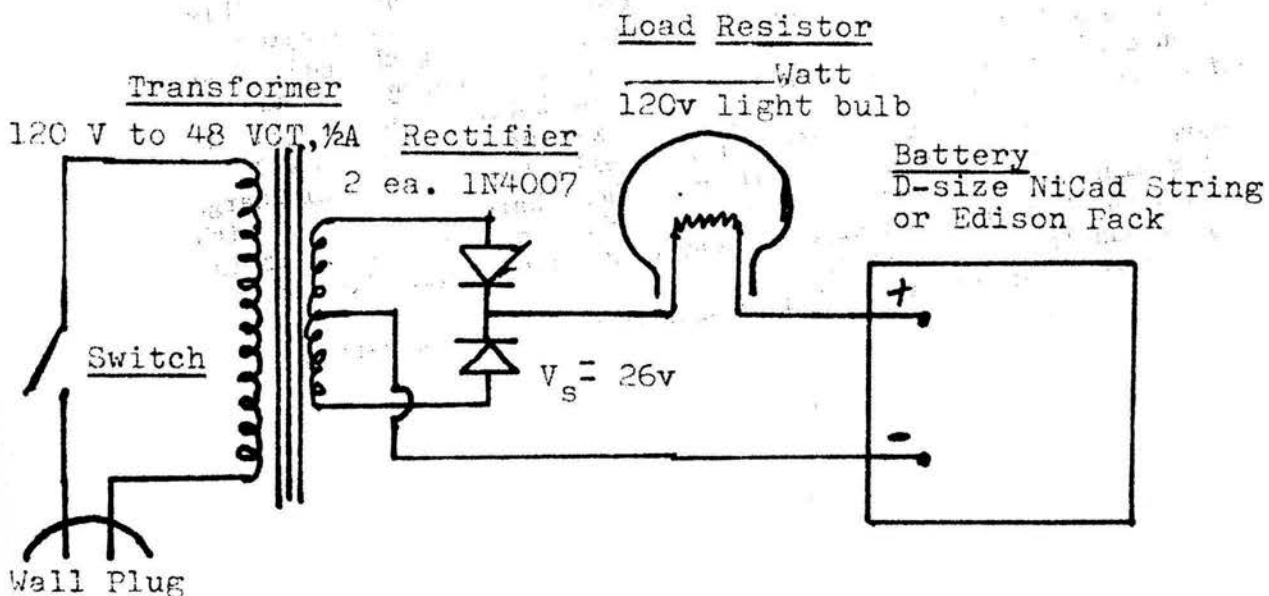 Load Resistor
______Watt
120v light bulb
Transformer
120 V to 48 VCT, ½A
Rectifier
2 ea. 1N4007
Battery
D-size NiCad String
or Edison Pack
+
Switch
V_s = 26v
-
Wall Plug